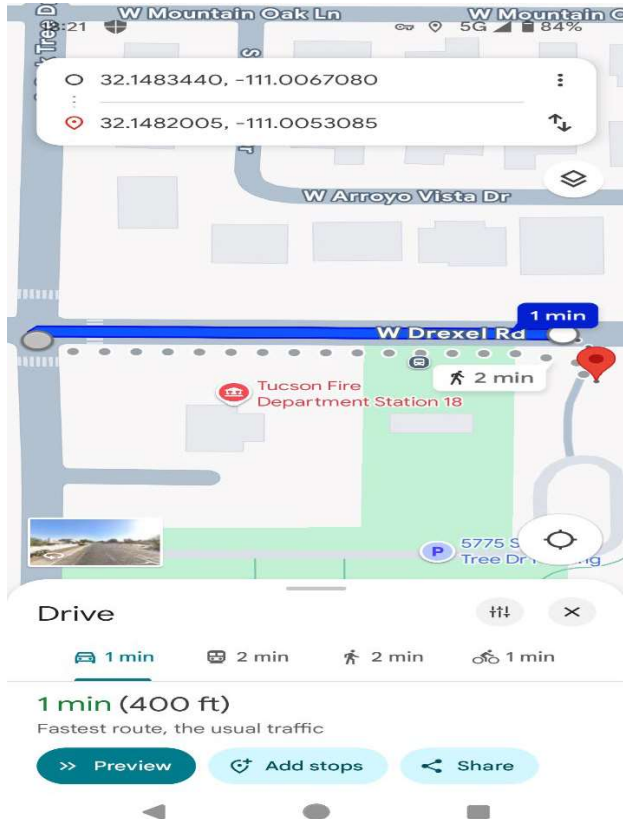 W Mountain Oak Ln
W Mountain
:21
5G
84%
32.1483440, -111.0067080
32.1482005, -111.0053085
W Arroyo Vista Dr
1 min
W Drexel Rd
2 min
Tucson Fire
Department Station 18
P
5775 S
Tree Dr
ng
Drive
1 min
2 min
2 min
1 min
1 min (400 ft)
Fastest route, the usual traffic
Preview
Add stops
Share